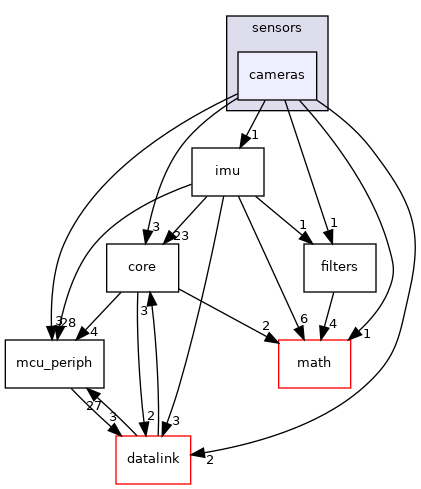 sensors
cameras
1
imu
3
23
1
1
core
filters
3
3
28
4
2
6
4
1
mcu_periph
math
27
3
2
3
datalink
2